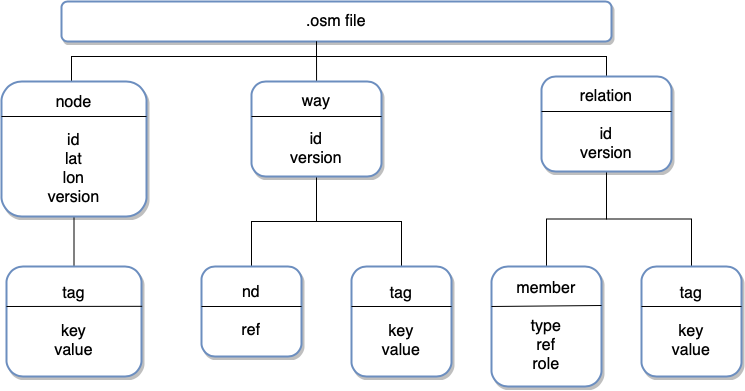 .osm file
node
id
lat
lon
version
way
id
version
relation
id
version
tag
key
value
nd
ref
tag
key
value
member
type
ref
role
tag
key
value